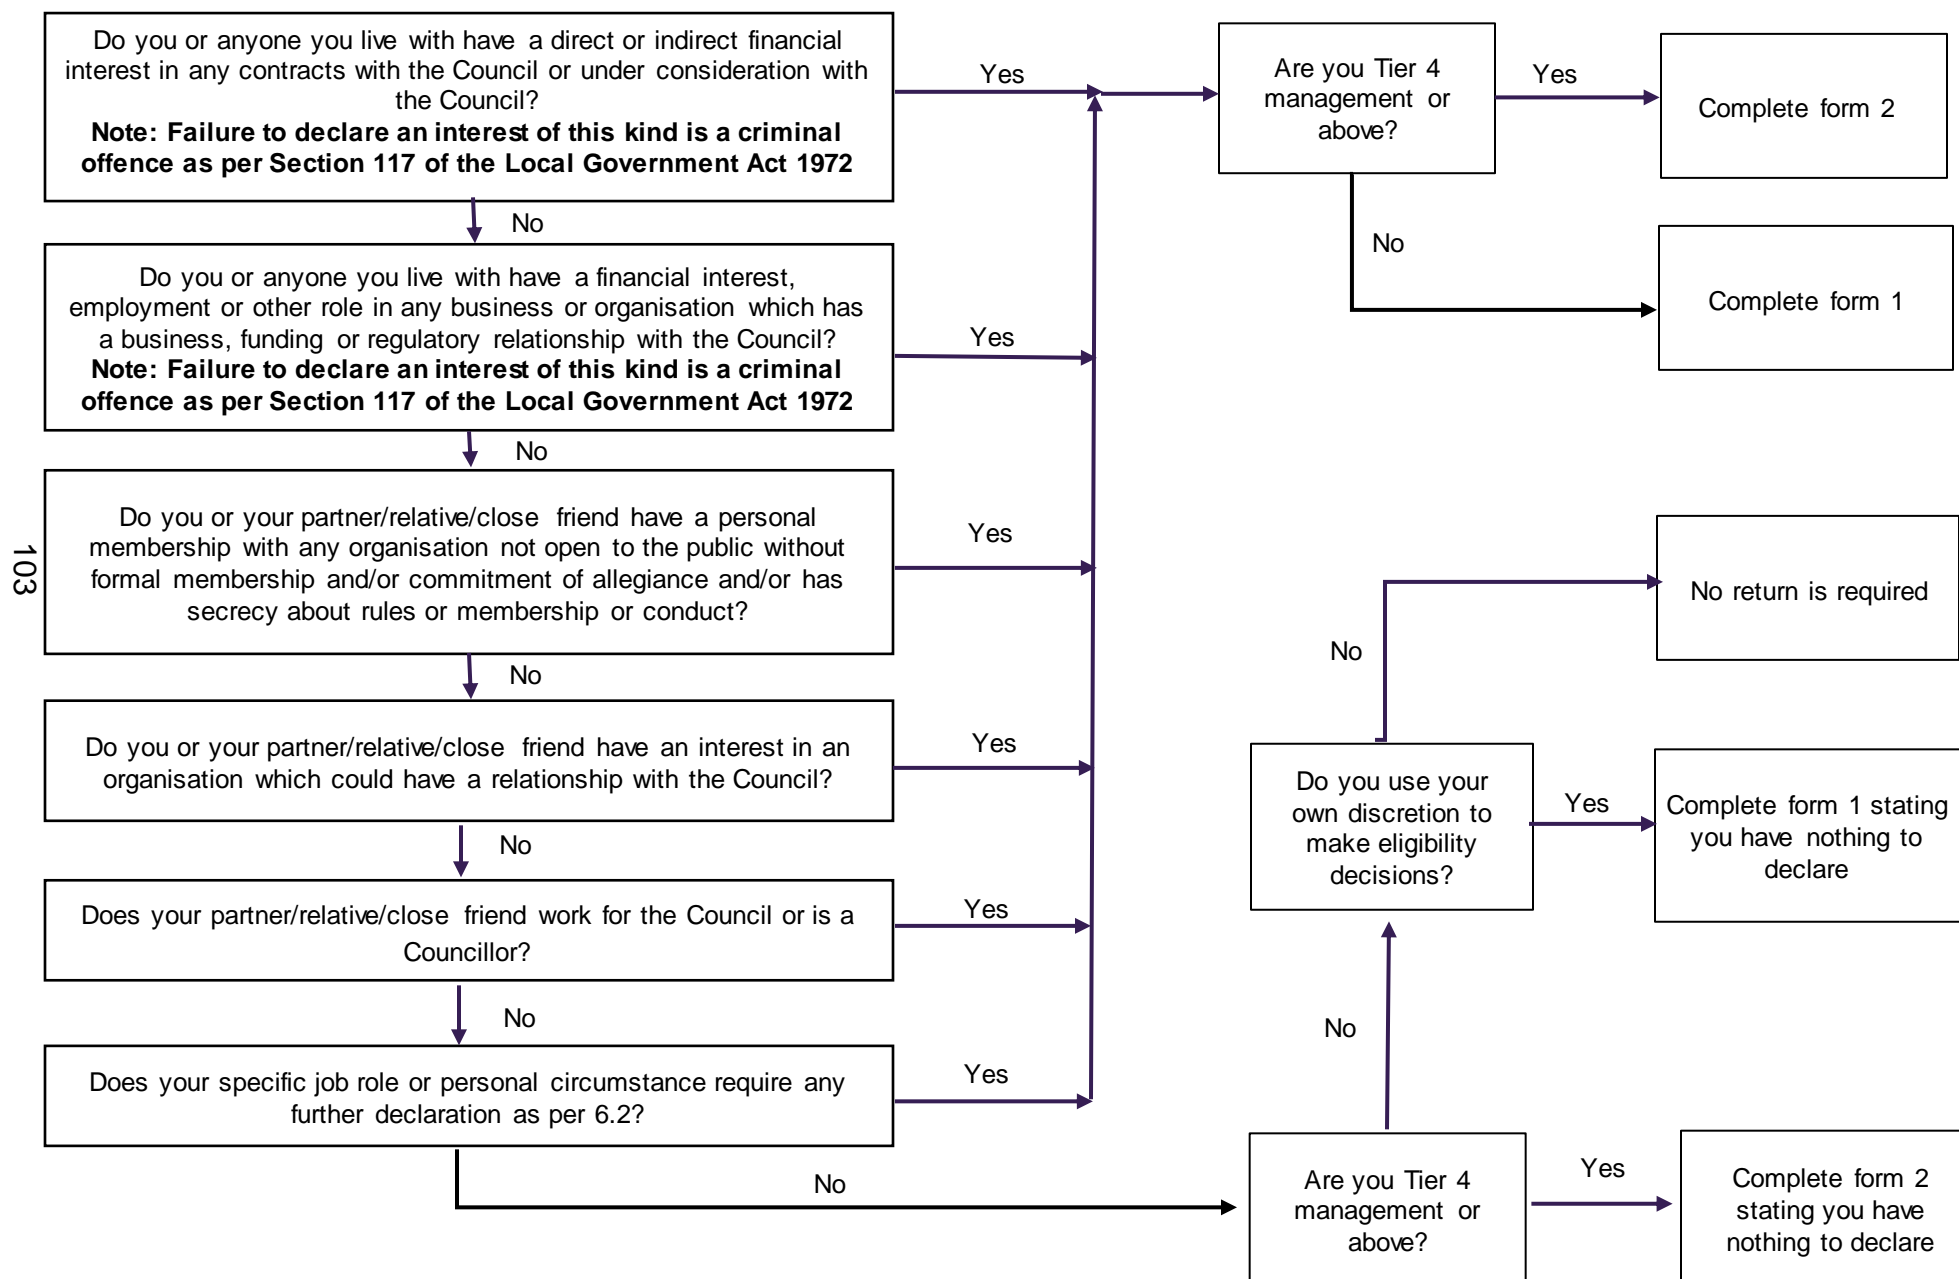 Do you or anyone you live with have a direct or indirect financial
interest in any contracts with the Council or under consideration with
the Council?
Note: Failure to declare an interest of this kind is a criminal
offence as per Section 117 of the Local Government Act 1972
Yes
Are you Tier 4
management or
above?
Yes
Complete form 2
No
No
Complete form 1
Do you or anyone you live with have a financial interest,
employment or other role in any business or organisation which has
a business, funding or regulatory relationship with the Council?
Note: Failure to declare an interest of this kind is a criminal
offence as per Section 117 of the Local Government Act 1972
Yes
No
Do you or your partner/relative/close friend have a personal
membership with any organisation not open to the public without
formal membership and/or commitment of allegiance and/or has
secrecy about rules or membership or conduct?
Yes
103
No
Do you or your partner/relative/close friend have an interest in an
organisation which could have a relationship with the Council?
Yes
No
Does your partner/relative/close friend work for the Council or is a
Councillor?
Yes
No
Does your specific job role or personal circumstance require any
further declaration as per 6.2?
Yes
No
Are you Tier 4
management or
above?
Yes
Complete form 2
stating you have
nothing to declare
No
Do you use your
own discretion to
make eligibility
decisions?
Yes
Complete form 1 stating
you have nothing to
declare
No
No return is required